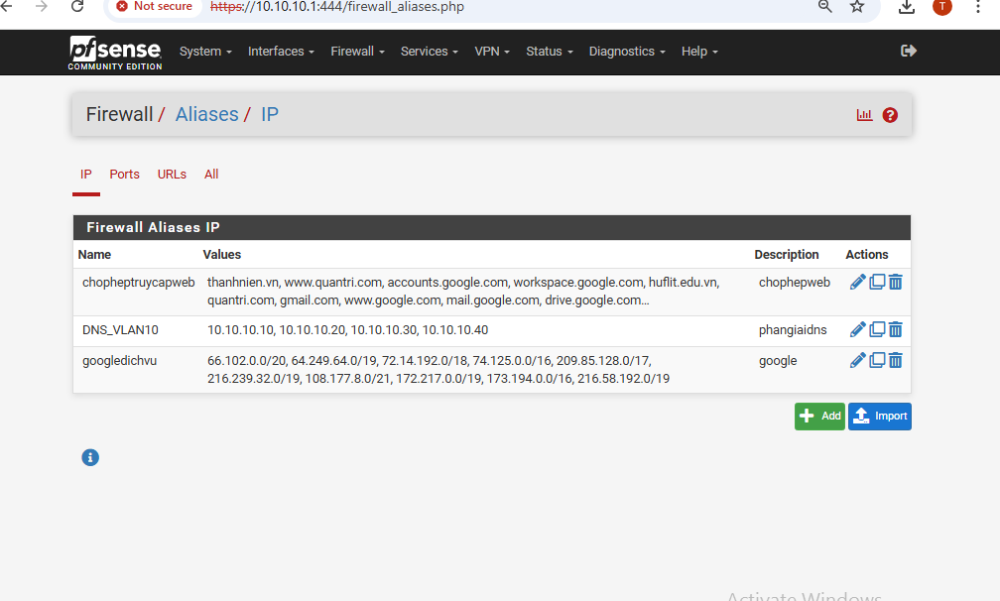 Not secure https://10.10.10.1:444/firewall_aliases.php T
pfsense COMMUNITY EDITION System Interfaces Firewall Services VPN Status Diagnostics Help
Firewall / Aliases / IP
IP Ports URLs All
Firewall Aliases IP
Name Values Description Actions
chopheptruycapweb thanhnien.vn, www.quantri.com, accounts.google.com, workspace.google.com, huflit.edu.vn, chophepweb
quantri.com, gmail.com, www.google.com, mail.google.com, drive.google.com...
DNS_VLAN10 10.10.10.10, 10.10.10.20, 10.10.10.30, 10.10.10.40 phangiaidns
googledichvu 66.102.0.0/20, 64.249.64.0/19, 72.14.192.0/18, 74.125.0.0/16, 209.85.128.0/17, google
216.239.32.0/19, 108.177.8.0/21, 172.217.0.0/19, 173.194.0.0/16, 216.58.192.0/19
Add Import
Activate Windows